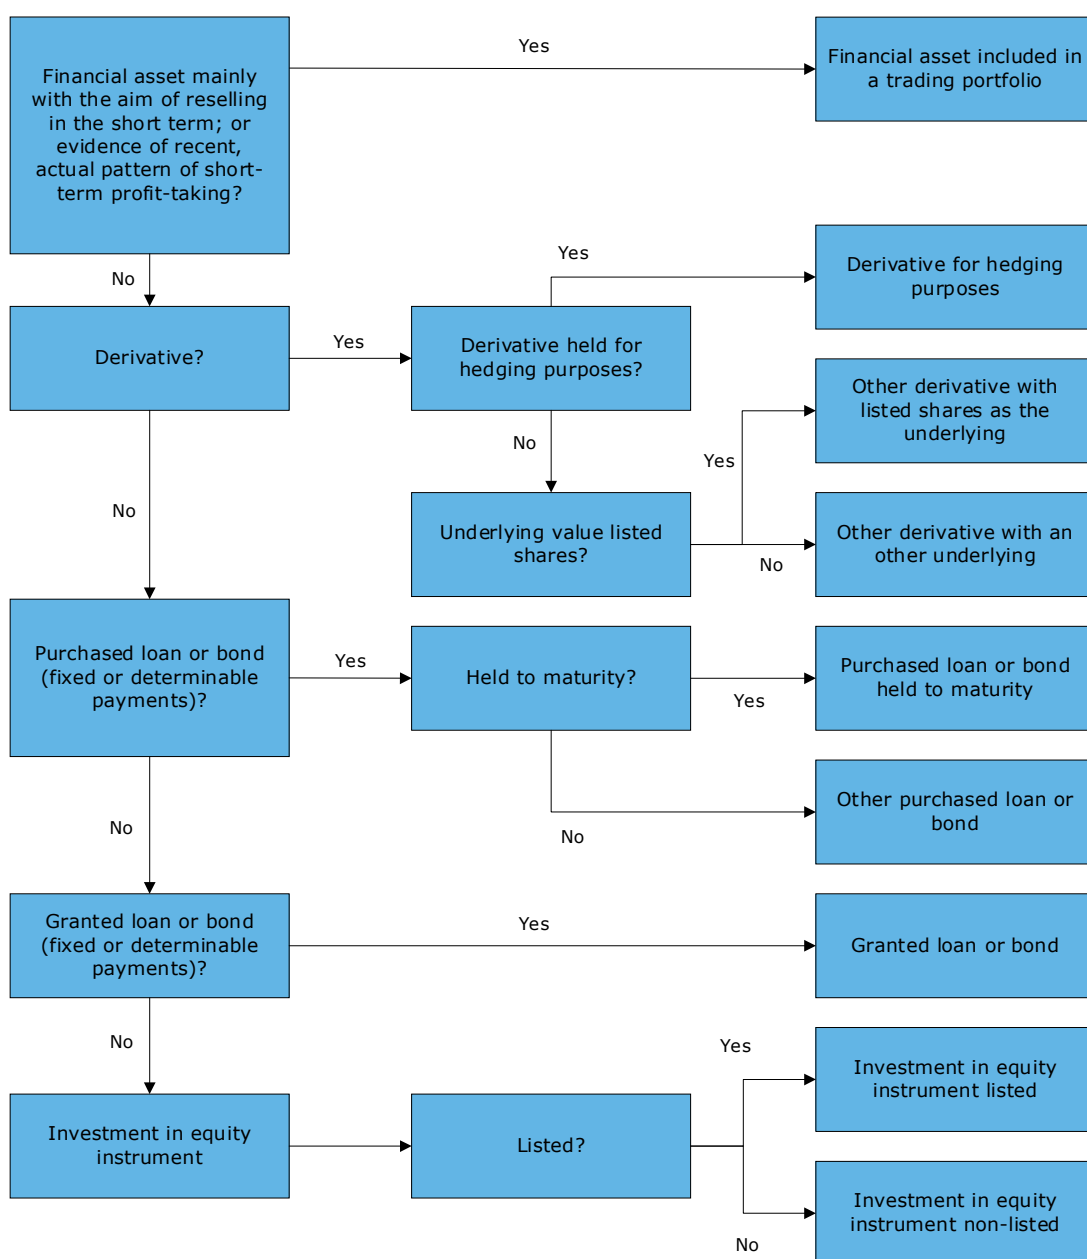 Yes
Financial asset mainly
with the aim of reselling
in the short term; or
evidence of recent,
actual pattern of short-
term profit-taking?
Financial asset included in
a trading portfolio
No
Yes
Derivative for hedging
purposes
Derivative?
Yes
Derivative held for
hedging purposes?
Other derivative with
listed shares as the
underlying
No
Yes
No
Underlying value listed
shares?
No
Other derivative with an
other underlying
Purchased loan or bond
(fixed or determinable
payments)?
Yes
Held to maturity?
Yes
Purchased loan or bond
held to maturity
No
No
Other purchased loan or
bond
Granted loan or bond
(fixed or determinable
payments)?
Yes
Granted loan or bond
No
Yes
Investment in equity
instrument listed
Investment in equity
instrument
Listed?
No
Investment in equity
instrument non-listed